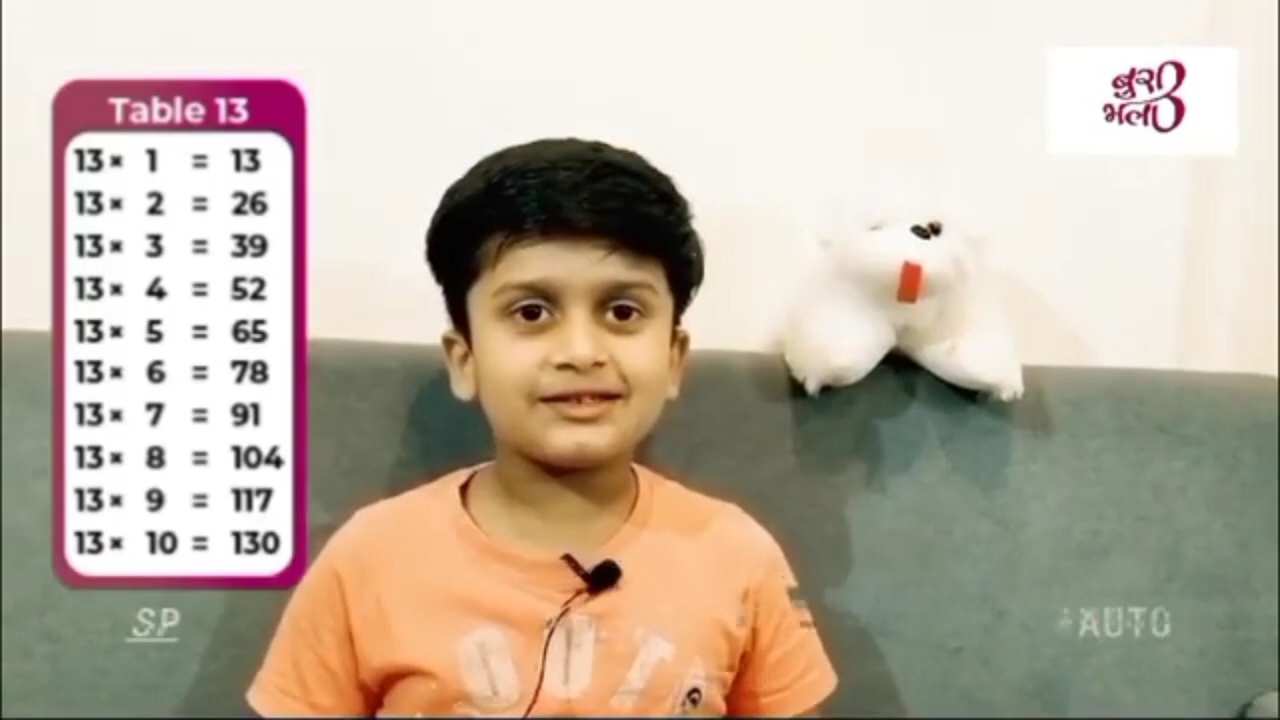 Table 13
13× 1 = 13
13× 2 = 26
13× 3 = 39
13× 4 = 52
13× 5 = 65
13× 6 = 78
13× 7 = 91
13× 8 = 104
13× 9 = 117
13× 10 = 130
SP
AUTO